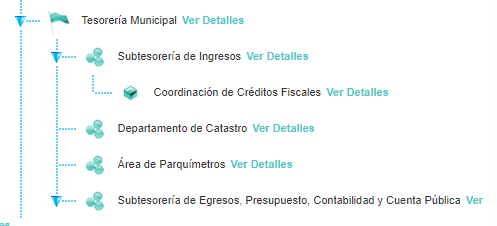 Tesorería Municipal Ver Detalles
Subtesorería de Ingresos Ver Detalles
Coordinación de Créditos Fiscales Ver Detalles
Departamento de Catastro Ver Detalles
Área de Parquímetros Ver Detalles
Subtesorería de Egresos, Presupuesto, Contabilidad y Cuenta Pública Ver